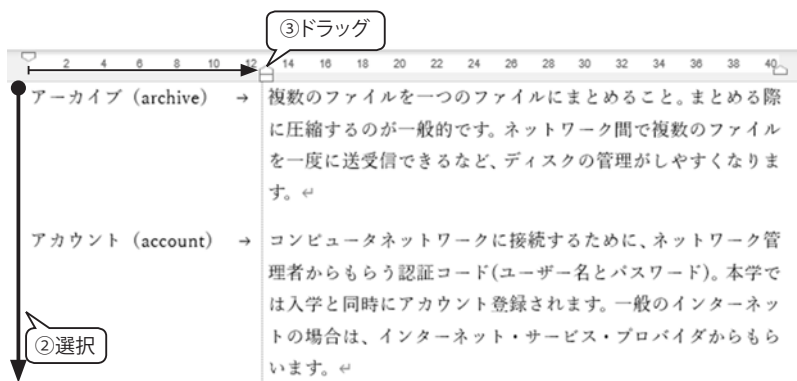 ③ドラッグ
2 4 6 8 10 12 14 16 18 20 22 24 26 28 30 32 34 36 38 40
アーカイブ（archive） → 複数のファイルを一つのファイルにまとめること。まとめる際
に圧縮するのが一般的です。ネットワーク間で複数のファイル
を一度に送受信できるなど、ディスクの管理がしやすくなりま
す。↵
アカウント（account） → コンピュータネットワークに接続するために、ネットワーク管
理者からもらう認証コード(ユーザー名とパスワード)。本学で
は入学と同時にアカウント登録されます。一般のインターネッ
トの場合は、インターネット・サービス・プロバイダからもら
います。↵
②選択